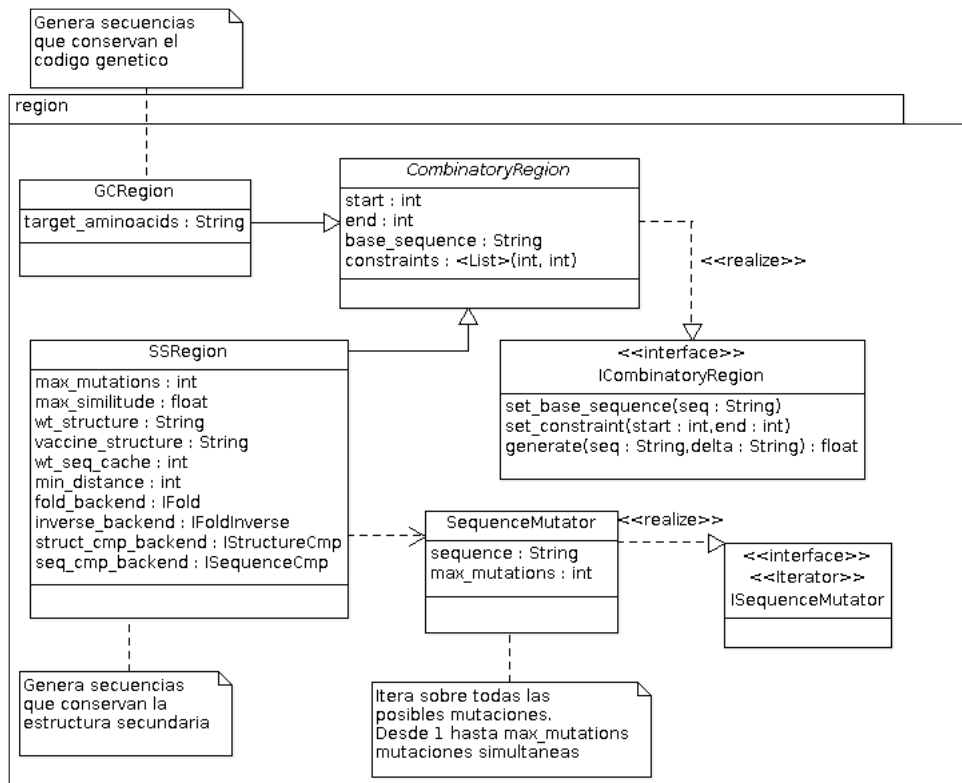 Genera secuencias
que conservan el
codigo genetico
region
GCRegion
target_aminoacids : String
CombinatoryRegion
start : int
end : int
base_sequence : String
constraints : <List>(int, int)
<<realize>>
SSRegion
max_mutations : int
max_similitude : float
wt_structure : String
vaccine_structure : String
wt_seq_cache : int
min_distance : int
fold_backend : IFold
inverse_backend : IFoldInverse
struct_cmp_backend : IStructureCmp
seq_cmp_backend : ISequenceCmp
<<interface>>
ICombinatoryRegion
set_base_sequence(seq : String)
set_constraint(start : int,end : int)
generate(seq : String,delta : String) : float
SequenceMutator
sequence : String
max_mutations : int
<<realize>>
<<interface>>
<<Iterator>>
ISequenceMutator
Genera secuencias
que conservan la
estructura secundaria
Itera sobre todas las
posibles mutaciones.
Desde 1 hasta max_mutations
mutaciones simultaneas